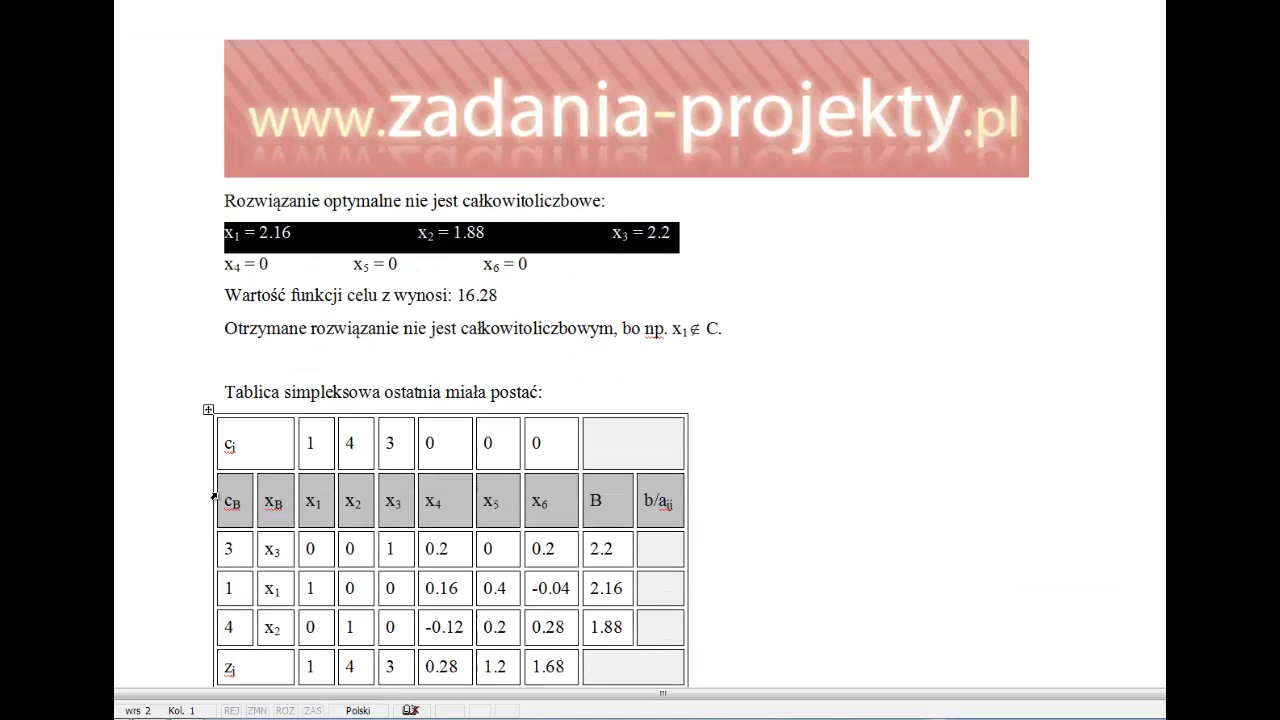 www.zadania-projekty.pl
Rozwiązanie optymalne nie jest całkowitoliczbowe:
x₁ = 2.16 x₂ = 1.88 x₃ = 2.2
x₄ = 0 x₅ = 0 x₆ = 0
Wartość funkcji celu z wynosi: 16.28
Otrzymane rozwiązanie nie jest całkowitoliczbowym, bo np. x₁∉ C.
Tablica simpleksowa ostatnia miała postać:
cj 1 4 3 0 0 0
cB xB x₁ x₂ x₃ x₄ x₅ x₆ B b/aij
3 x₃ 0 0 1 0.2 0 0.2 2.2
1 x₁ 1 0 0 0.16 0.4 -0.04 2.16
4 x₂ 0 1 0 -0.12 0.2 0.28 1.88
zj 1 4 3 0.28 1.2 1.68
wrs 2 Kol. 1 REJ ZMN ROZ ZAS Polski